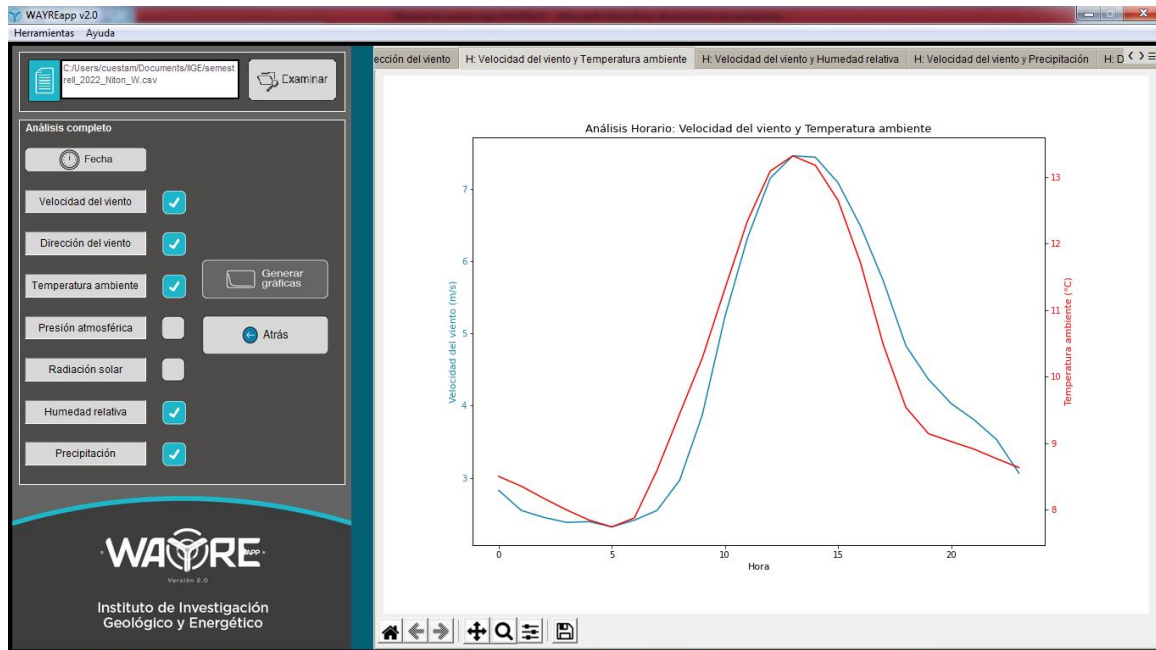 WAYREapp v2.0
Herramientas Ayuda
C:/Users/cuestam/Documents/IIGE/semest
rell_2022_Niton_W.csv
Examinar
Análisis completo
Fecha
Velocidad del viento
Dirección del viento
Temperatura ambiente
Presión atmosférica
Radiación solar
Humedad relativa
Precipitación
Generar
gráficas
Atrás
WAYRE APP
Versión 2.0
Instituto de Investigación
Geológico y Energético
ección del viento H: Velocidad del viento y Temperatura ambiente H: Velocidad del viento y Humedad relativa H: Velocidad del viento y Precipitación H: D
Análisis Horario: Velocidad del viento y Temperatura ambiente
Velocidad del viento (m/s)
7
6
5
4
3
13
12
11
10
9
8
Temperatura ambiente (°C)
0 5 10 15 20
Hora